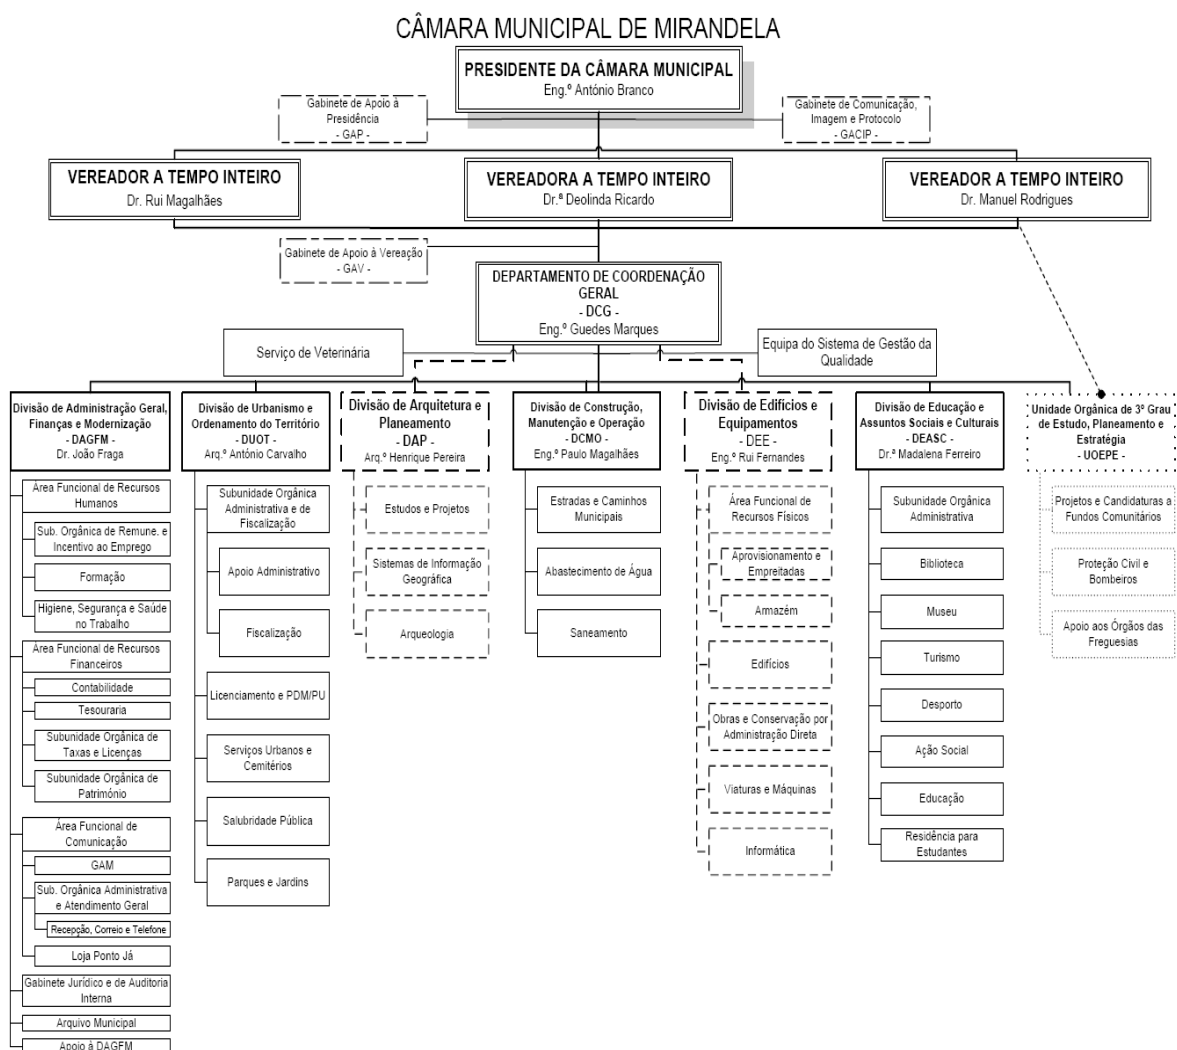 CÂMARA MUNICIPAL DE MIRANDELA
PRESIDENTE DA CÂMARA MUNICIPAL
Eng.º António Branco
Gabinete de Apoio à
Presidência
- GAP -
Gabinete de Comunicação,
Imagem e Protocolo
- GACIP -
VEREADOR A TEMPO INTEIRO
Dr. Rui Magalhães
VEREADORA A TEMPO INTEIRO
Dr.ª Deolinda Ricardo
VEREADOR A TEMPO INTEIRO
Dr. Manuel Rodrigues
Gabinete de Apoio à Vereação
- GAV -
DEPARTAMENTO DE COORDENAÇÃO
GERAL
- DCG -
Eng.º Guedes Marques
Serviço de Veterinária
Equipa do Sistema de Gestão da
Qualidade
Divisão de Administração Geral,
Finanças e Modernização
- DAGFM -
Dr. João Fraga
Divisão de Urbanismo e
Ordenamento do Território
- DUOT -
Arq.º António Carvalho
Divisão de Arquitetura e
Planeamento
- DAP -
Arq.º Henrique Pereira
Divisão de Construção,
Manutenção e Operação
- DCMO -
Eng.º Paulo Magalhães
Divisão de Edifícios e
Equipamentos
- DEE -
Eng.º Rui Fernandes
Divisão de Educação e
Assuntos Sociais e Culturais
- DEASC -
Dr.ª Madalena Ferreiro
Unidade Orgânica de 3º Grau
de Estudo, Planeamento e
Estratégia
- UOEPE -
Área Funcional de Recursos
Humanos
Sub. Orgânica de Remune. e
Incentivo ao Emprego
Formação
Higiene, Segurança e Saúde
no Trabalho
Área Funcional de Recursos
Financeiros
Contabilidade
Tesouraria
Subunidade Orgânica de
Taxas e Licenças
Subunidade Orgânica de
Património
Área Funcional de
Comunicação
GAM
Sub. Orgânica Administrativa
e Atendimento Geral
Recepção, Correio e Telefone
Loja Ponto Já
Gabinete Jurídico e de Auditoria
Interna
Arquivo Municipal
Apoio à DAGFM
Subunidade Orgânica
Administrativa e de
Fiscalização
Apoio Administrativo
Fiscalização
Licenciamento e PDM/PU
Serviços Urbanos e
Cemitérios
Salubridade Pública
Parques e Jardins
Estudos e Projetos
Sistemas de Informação
Geográfica
Arqueologia
Estradas e Caminhos
Municipais
Abastecimento de Água
Saneamento
Área Funcional de
Recursos Físicos
Aprovisionamento e
Empreitadas
Armazém
Edifícios
Obras e Conservação por
Administração Direta
Viaturas e Máquinas
Informática
Subunidade Orgânica
Administrativa
Biblioteca
Museu
Turismo
Desporto
Ação Social
Educação
Residência para
Estudantes
Projetos e Candidaturas a
Fundos Comunitários
Proteção Civil e
Bombeiros
Apoio aos Órgãos das
Freguesias